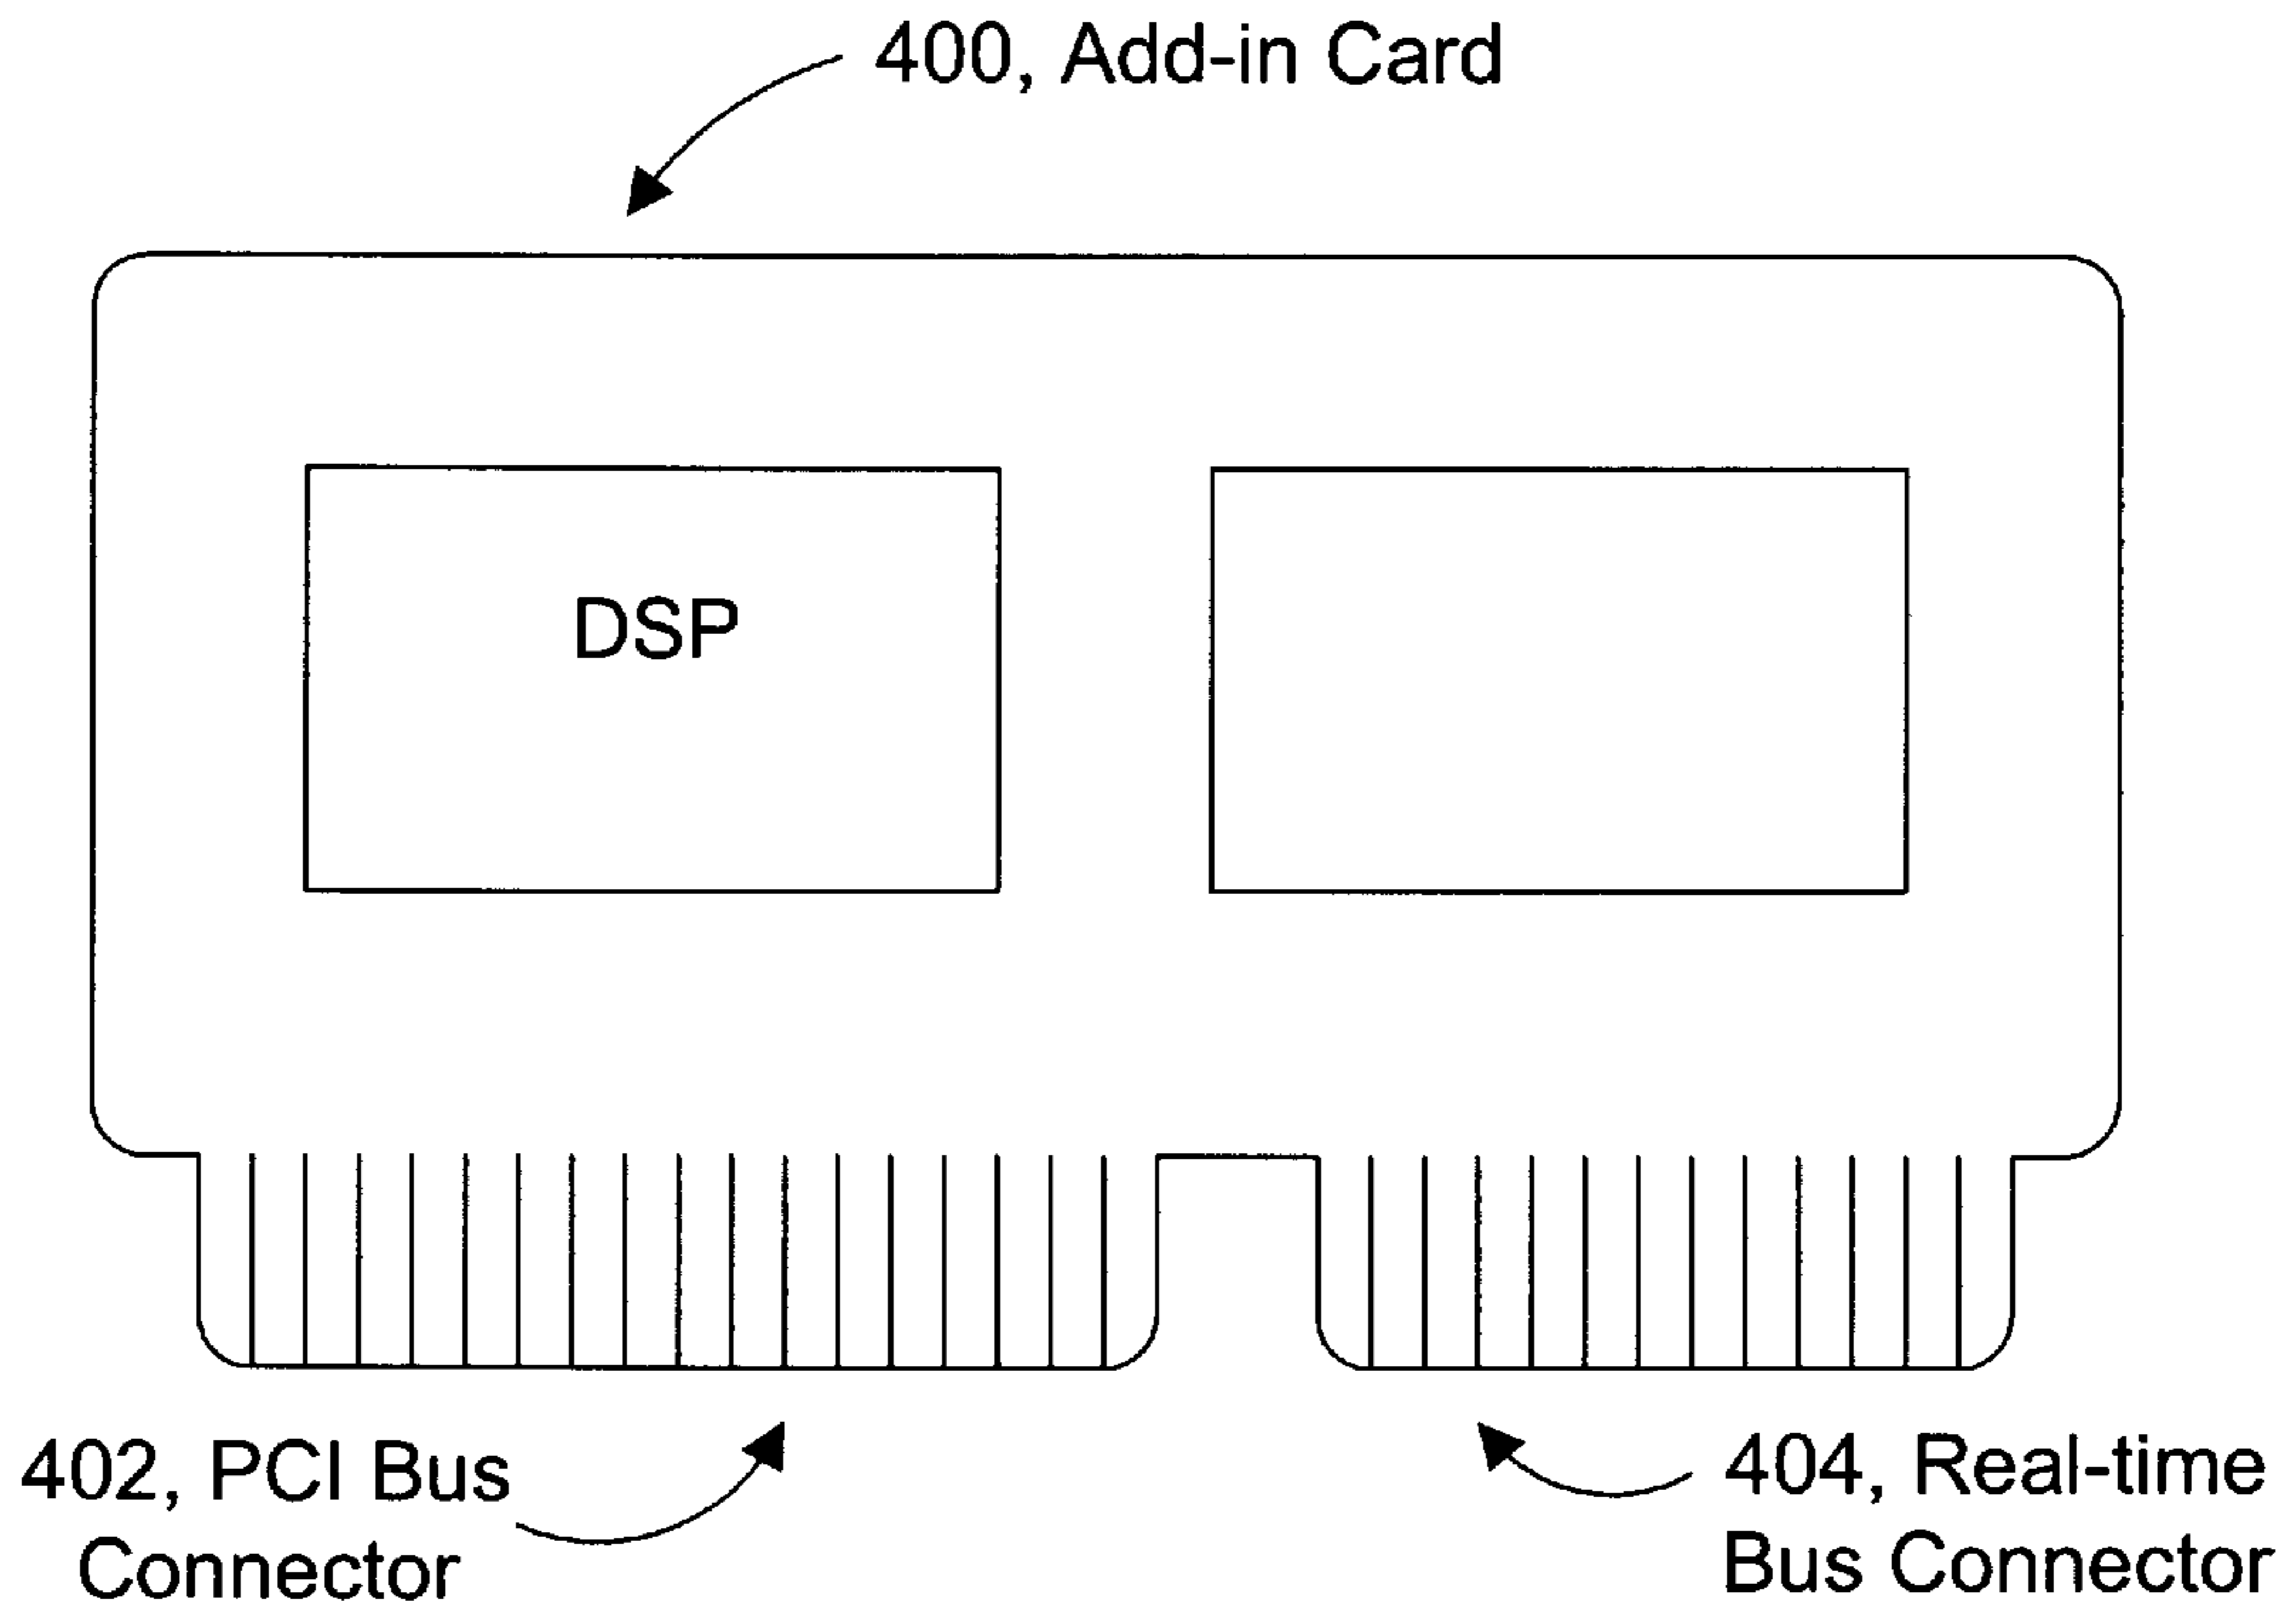 400, Add-in Card
DSP
402, PCI Bus
Connector
404, Real-time
Bus Connector